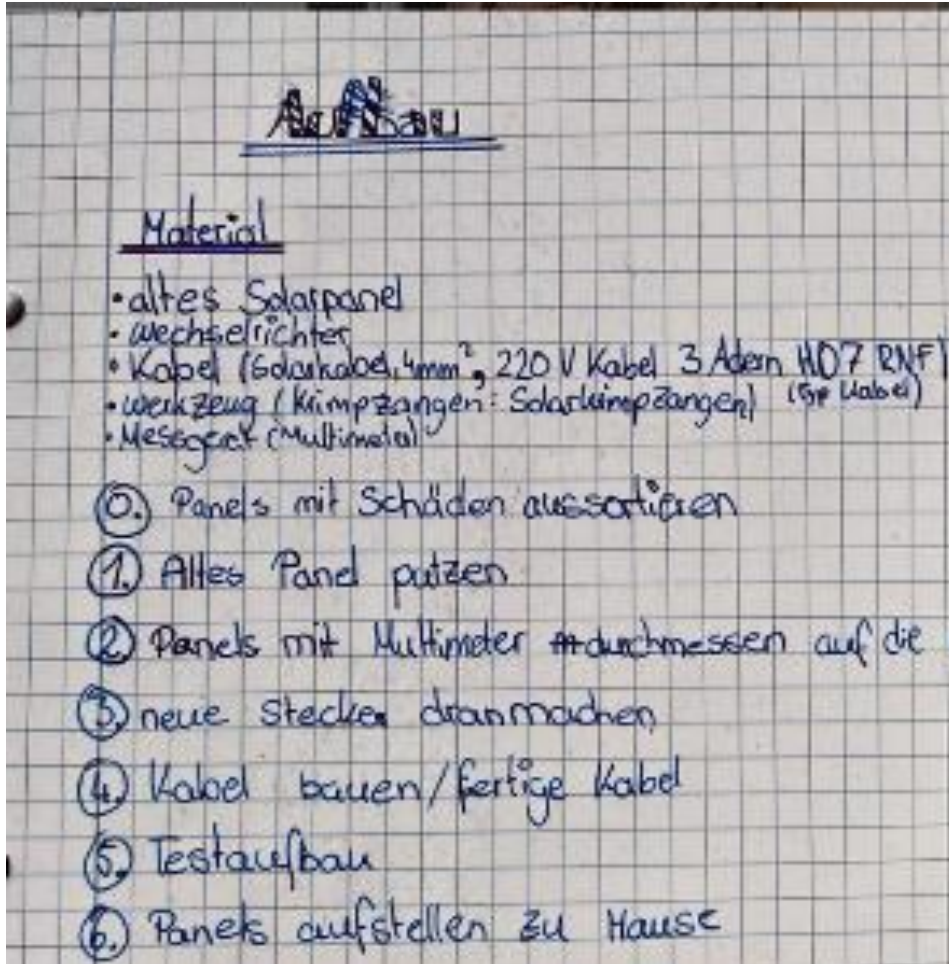 Aufbau
Material
• altes Solarpanel
• Wechselrichter
• Kabel (Solarkabel, 4mm², 220 V Kabel 3 Adern H07 RNF)
(Typ Kabel)
• Werkzeug (Krimpzangen: Solarkrimpzangen)
• Messgerät (Multimeter)
0. Panels mit Schäden aussortieren
1. Altes Panel putzen
2. Panels mit Multimeter durchmessen auf die
3. neue Stecker dranmachen
4. Kabel bauen/fertige Kabel
5. Testaufbau
6. Panels aufstellen zu Hause